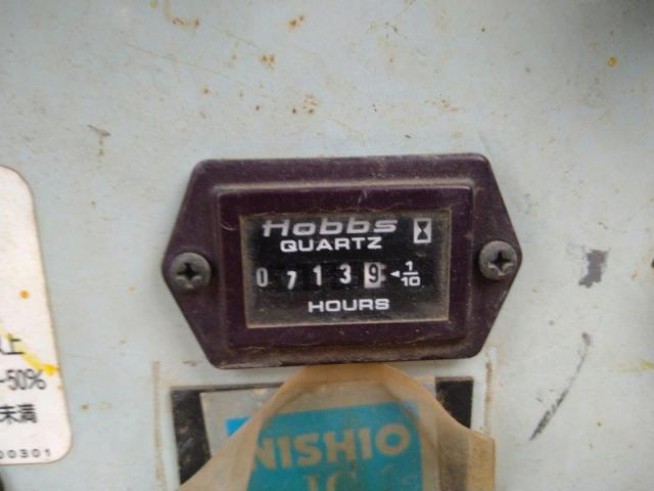 Hobbs
QUARTZ
0 7 1 3 9 ◄ 1/10
HOURS
上
-50%
未満
00301
NISHIO